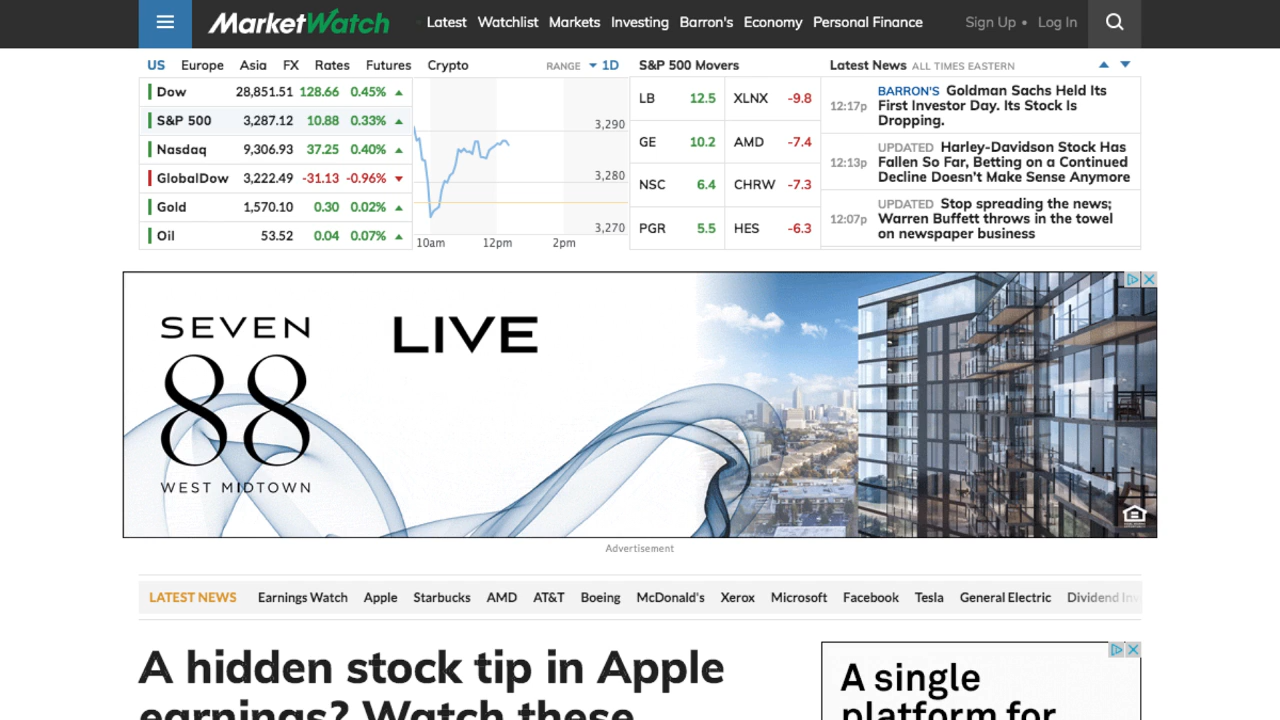 MarketWatch Latest Watchlist Markets Investing Barron's Economy Personal Finance Sign Up • Log In
US Europe Asia FX Rates Futures Crypto RANGE 1D
Dow 28,851.51 128.66 0.45%
S&P 500 3,287.12 10.88 0.33%
Nasdaq 9,306.93 37.25 0.40%
GlobalDow 3,222.49 -31.13 -0.96%
Gold 1,570.10 0.30 0.02%
Oil 53.52 0.04 0.07%
3,290
3,280
3,270
10am 12pm 2pm
S&P 500 Movers
LB 12.5 XLNX -9.8
GE 10.2 AMD -7.4
NSC 6.4 CHRW -7.3
PGR 5.5 HES -6.3
Latest News ALL TIMES EASTERN
12:17p BARRON'S Goldman Sachs Held Its
First Investor Day. Its Stock Is
Dropping.
12:13p UPDATED Harley-Davidson Stock Has
Fallen So Far, Betting on a Continued
Decline Doesn't Make Sense Anymore
12:07p UPDATED Stop spreading the news;
Warren Buffett throws in the towel
on newspaper business
SEVEN
88
WEST MIDTOWN
LIVE
Advertisement
LATEST NEWS Earnings Watch Apple Starbucks AMD AT&T Boeing McDonald's Xerox Microsoft Facebook Tesla General Electric Dividend Inv
A hidden stock tip in Apple
earnings? Watch these
A single
platform for